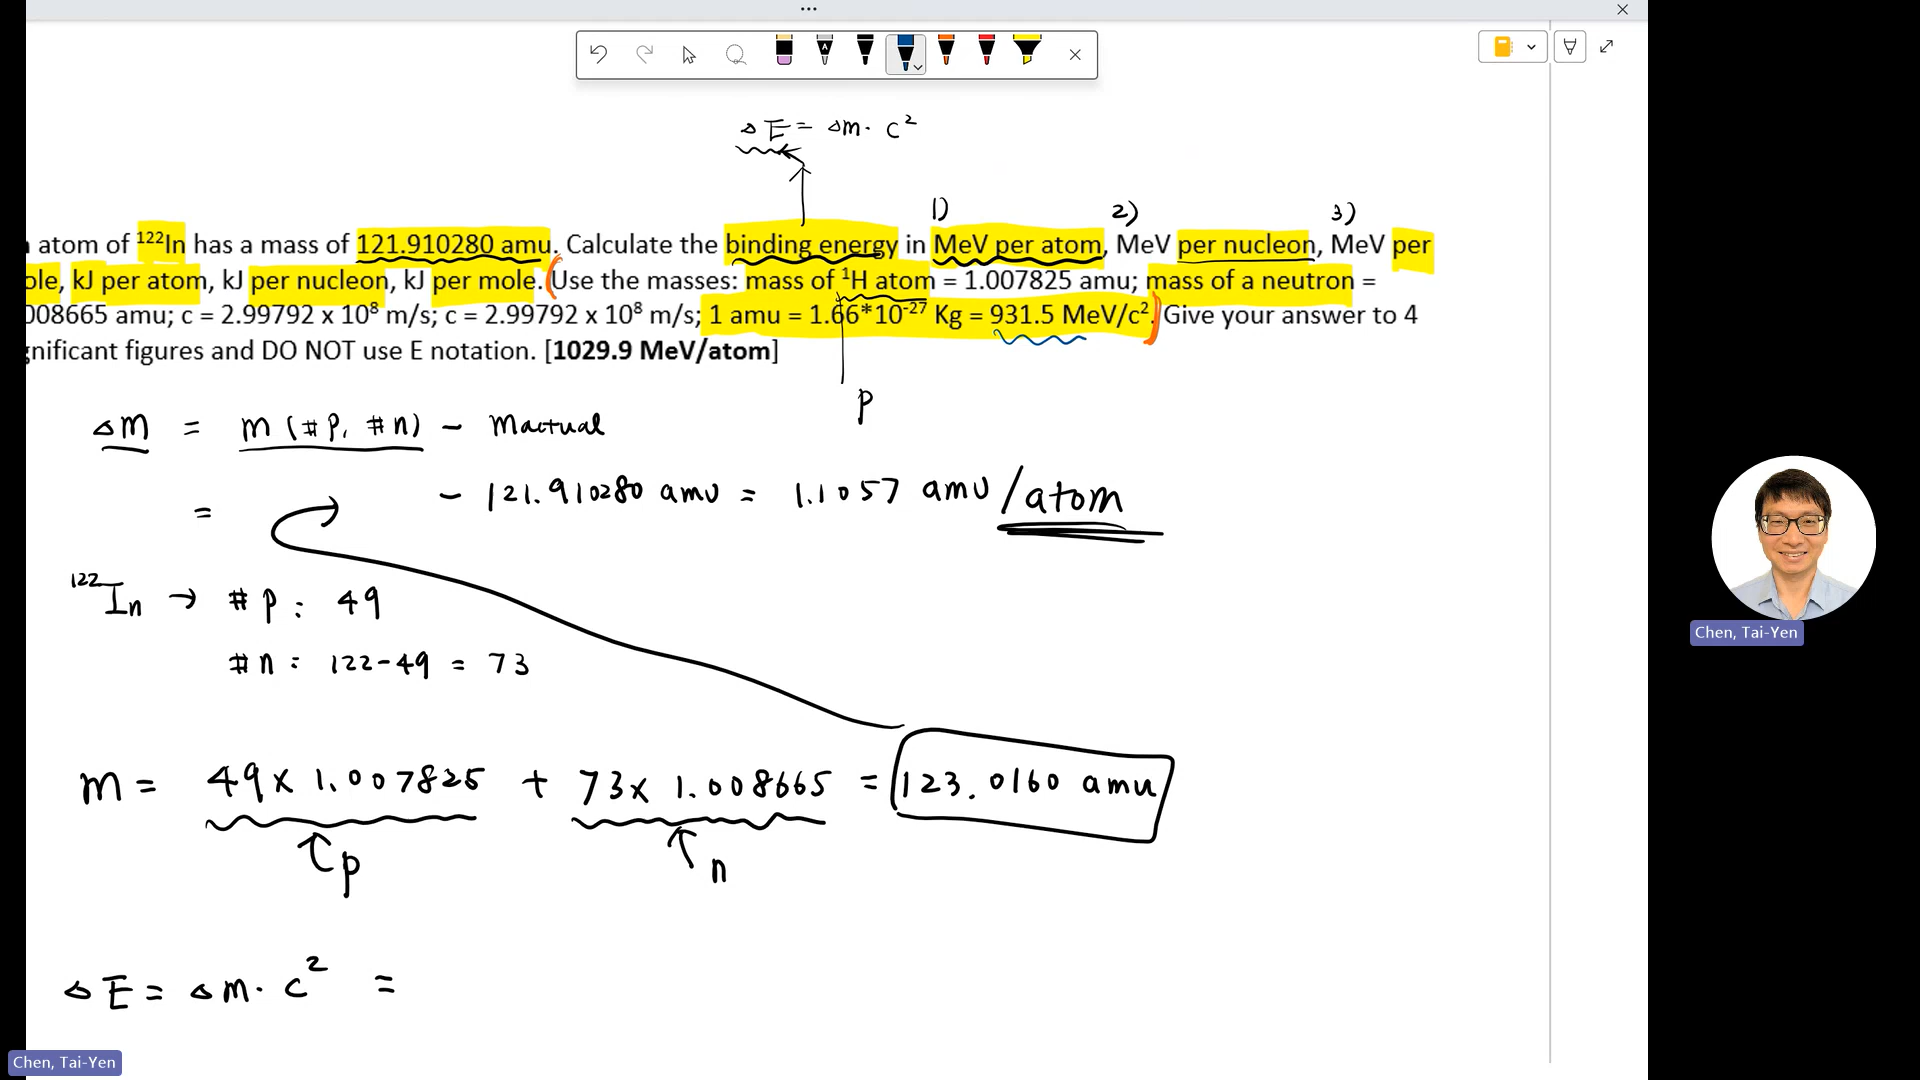 ΔE = Δm · c²
1) 2) 3)
atom of ¹²²In has a mass of 121.910280 amu. Calculate the binding energy in MeV per atom, MeV per nucleon, MeV per
ole, kJ per atom, kJ per nucleon, kJ per mole. (Use the masses: mass of ¹H atom = 1.007825 amu; mass of a neutron =
008665 amu; c = 2.99792 x 10⁸ m/s; c = 2.99792 x 10⁸ m/s; 1 amu = 1.66*10⁻²⁷ Kg = 931.5 MeV/c².) Give your answer to 4
gnificant figures and DO NOT use E notation. [1029.9 MeV/atom]
p
Δm = m (#p, #n) - mactual
= - 121.910280 amu = 1.1057 amu /atom
¹²²In → #p: 49
#n: 122-49 = 73
m = 49 x 1.007825 + 73 x 1.008665 = 123.0160 amu
p n
ΔE = Δm · c² =
Chen, Tai-Yen
Chen, Tai-Yen